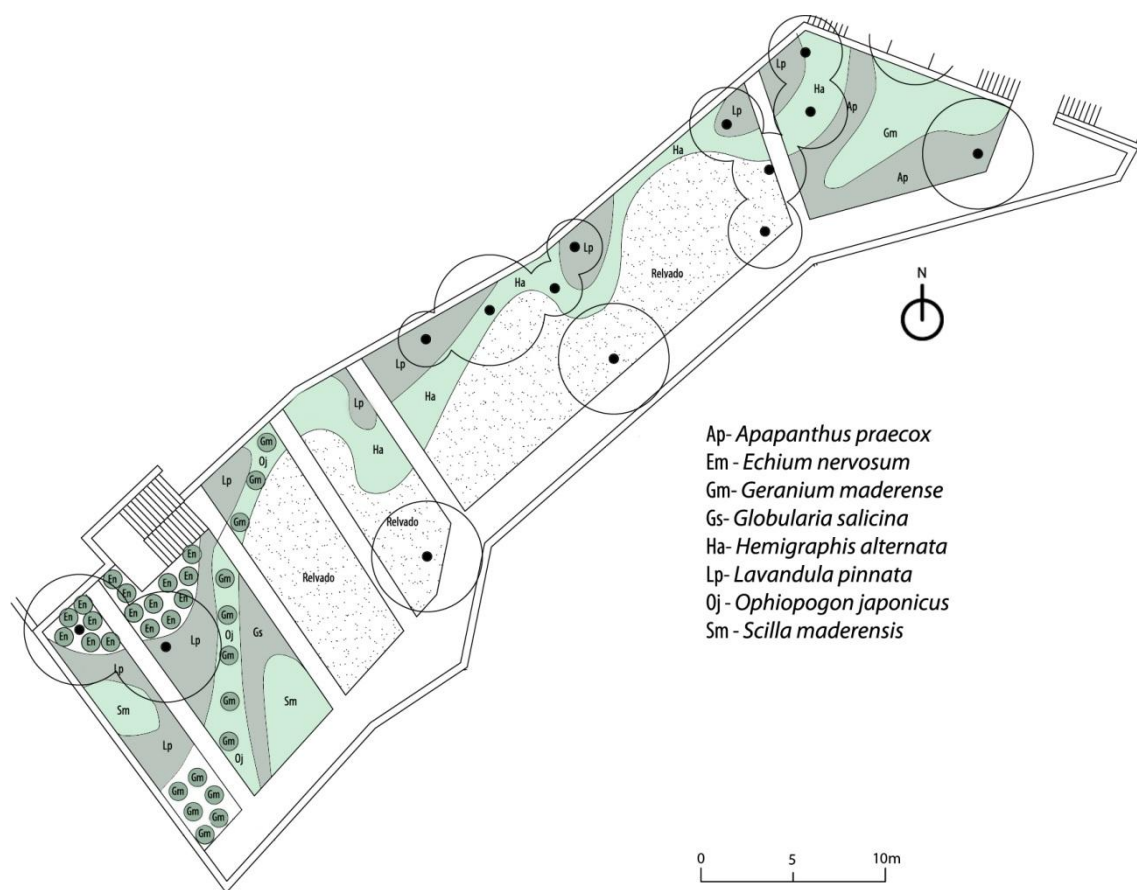 Lp
Ha
Ap
Lp
Gm
Ha
Ap
Lp
Relvado
N
Ha
Lp
Ha
Lp
Gm
Ha
Oj
Lp
Gm
Relvado
Gm
En
Relvado
Gm
En
En
En
En
En
En
En
En
Gm
En
En
En
En
Gs
Oj
Lp
En
En
En
Gm
Lp
Gm
Sm
Sm
Gm
Lp
Oj
Gm
Gm
Gm
Gm
Gm
Gm
Ap- Apapanthus praecox
Em - Echium nervosum
Gm- Geranium maderense
Gs- Globularia salicina
Ha- Hemigraphis alternata
Lp- Lavandula pinnata
Oj - Ophiopogon japonicus
Sm - Scilla maderensis
0 5 10m